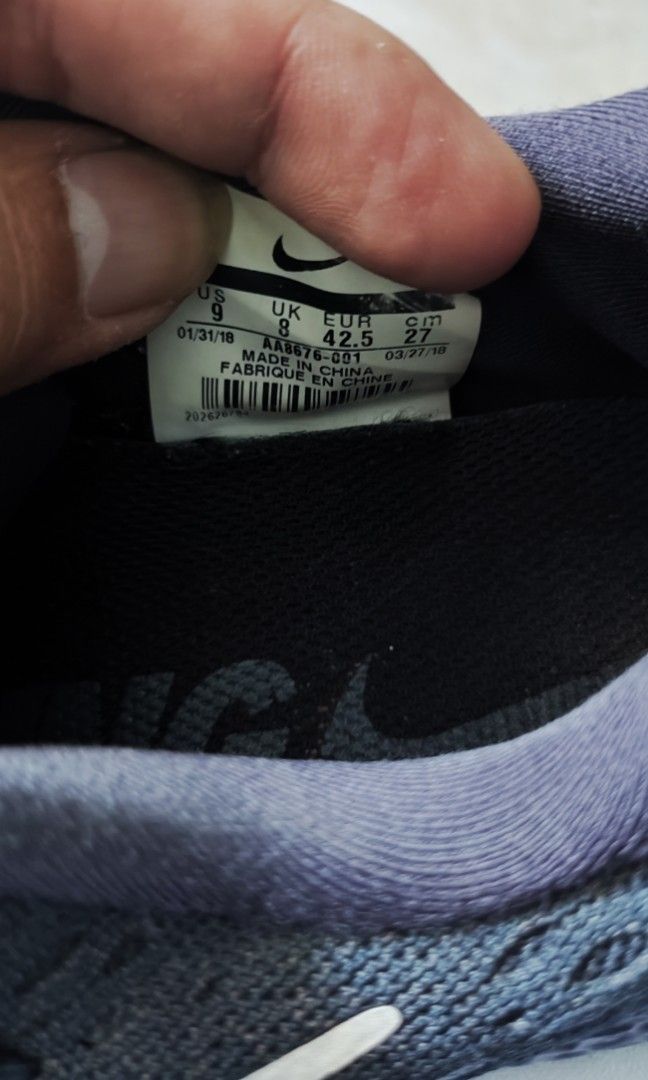 US UK EUR cm
9 8 42.5 27
01/31/18 AA8676-001 03/27/18
MADE IN CHINA
FABRIQUE EN CHINE